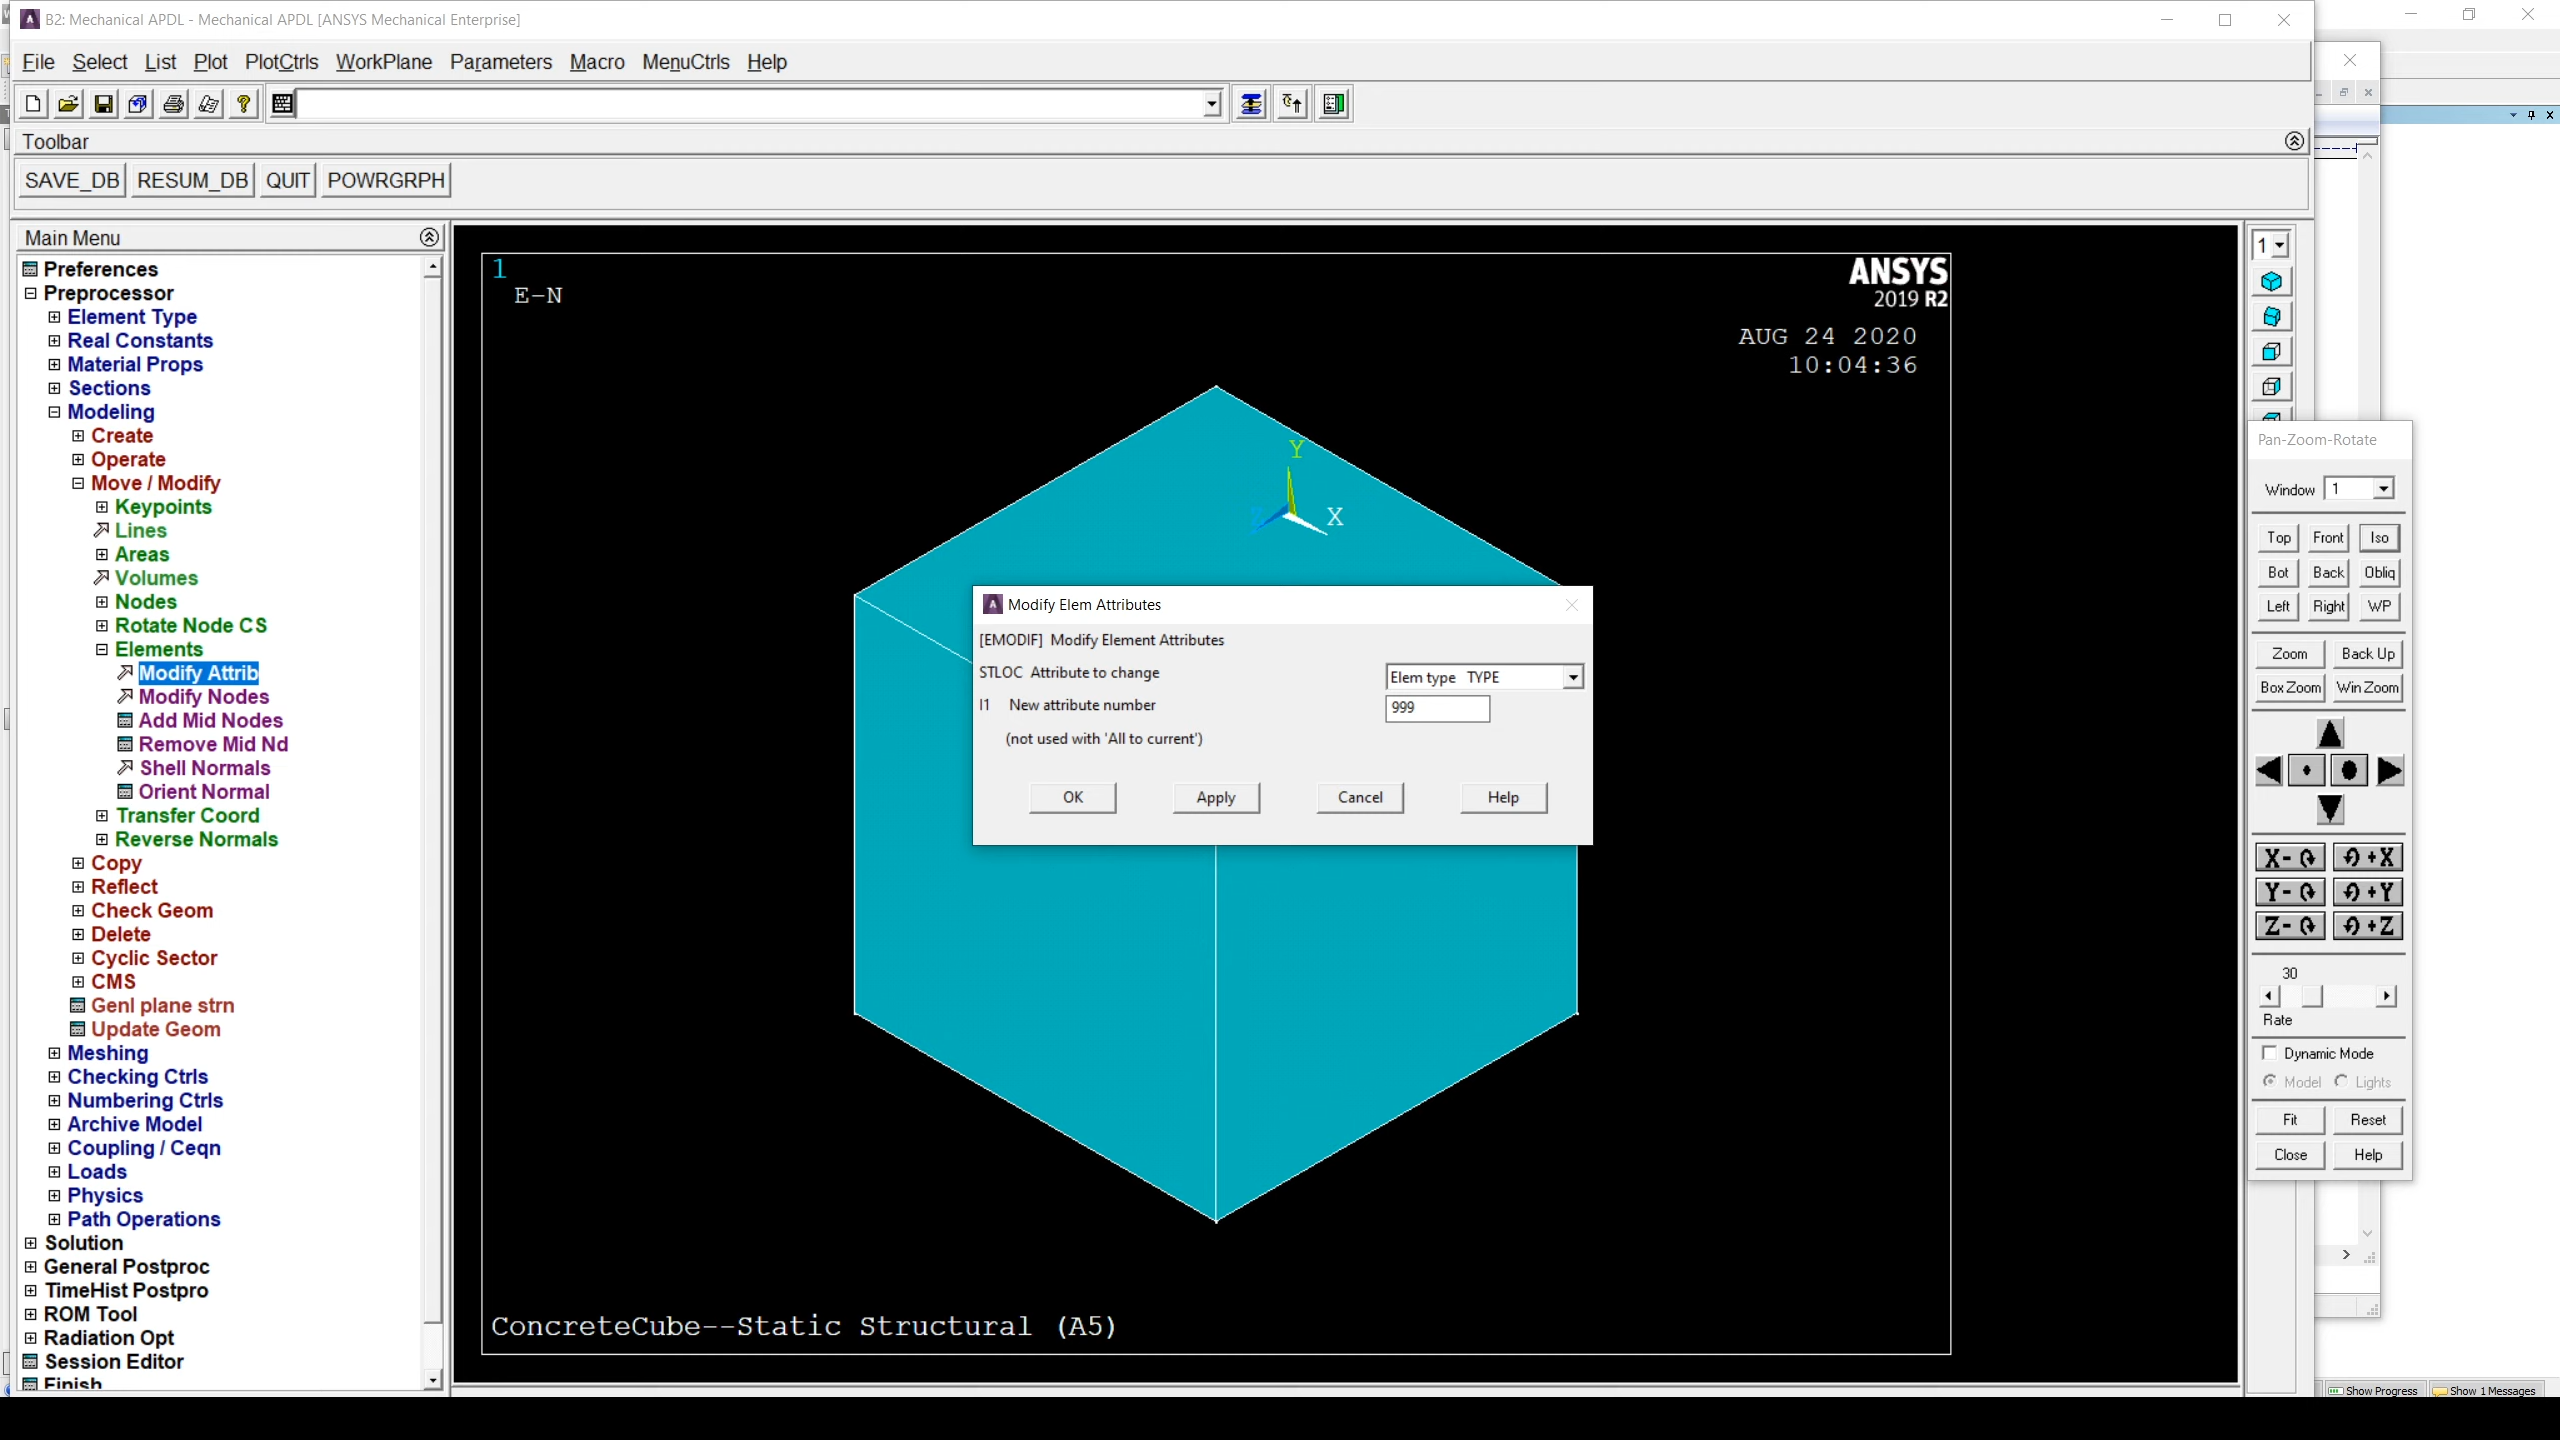 B2: Mechanical APDL - Mechanical APDL [ANSYS Mechanical Enterprise]
File Select List Plot PlotCtrls WorkPlane Parameters Macro MenuCtrls Help
Toolbar
SAVE_DB RESUM_DB QUIT POWRGRPH
Main Menu
Preferences
Preprocessor
Element Type
Real Constants
Material Props
Sections
Modeling
Create
Operate
Move / Modify
Keypoints
Lines
Areas
Volumes
Nodes
Rotate Node CS
Elements
Modify Attrib
Modify Nodes
Add Mid Nodes
Remove Mid Nd
Shell Normals
Orient Normal
Transfer Coord
Reverse Normals
Copy
Reflect
Check Geom
Delete
Cyclic Sector
CMS
Genl plane strn
Update Geom
Meshing
Checking Ctrls
Numbering Ctrls
Archive Model
Coupling / Ceqn
Loads
Physics
Path Operations
Solution
General Postproc
TimeHist Postpro
ROM Tool
Radiation Opt
Session Editor
Finish
1
E-N
ANSYS
2019 R2
AUG 24 2020
10:04:36
Y
Z X
Modify Elem Attributes
[EMODIF] Modify Element Attributes
STLOC Attribute to change Elem type TYPE
I1 New attribute number 999
(not used with 'All to current')
OK Apply Cancel Help
ConcreteCube--Static Structural (A5)
1
Pan-Zoom-Rotate
Window 1
Top Front Iso
Bot Back Obliq
Left Right WP
Zoom Back Up
Box Zoom Win Zoom
X- +X
Y- +Y
Z- +Z
30
Rate
Dynamic Mode
Model Lights
Fit Reset
Close Help
Show Progress Show 1 Messages